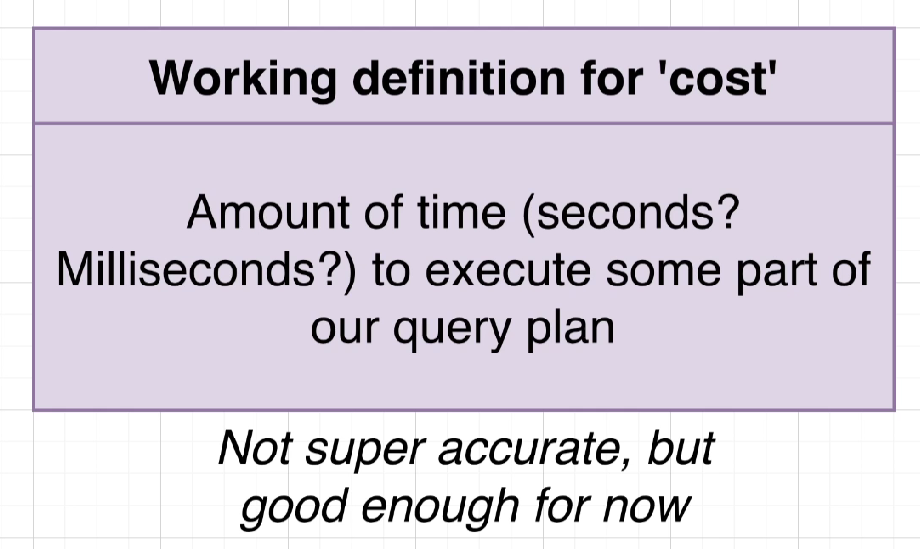 Working definition for 'cost'
Amount of time (seconds?
Milliseconds?) to execute some part of
our query plan
Not super accurate, but
good enough for now